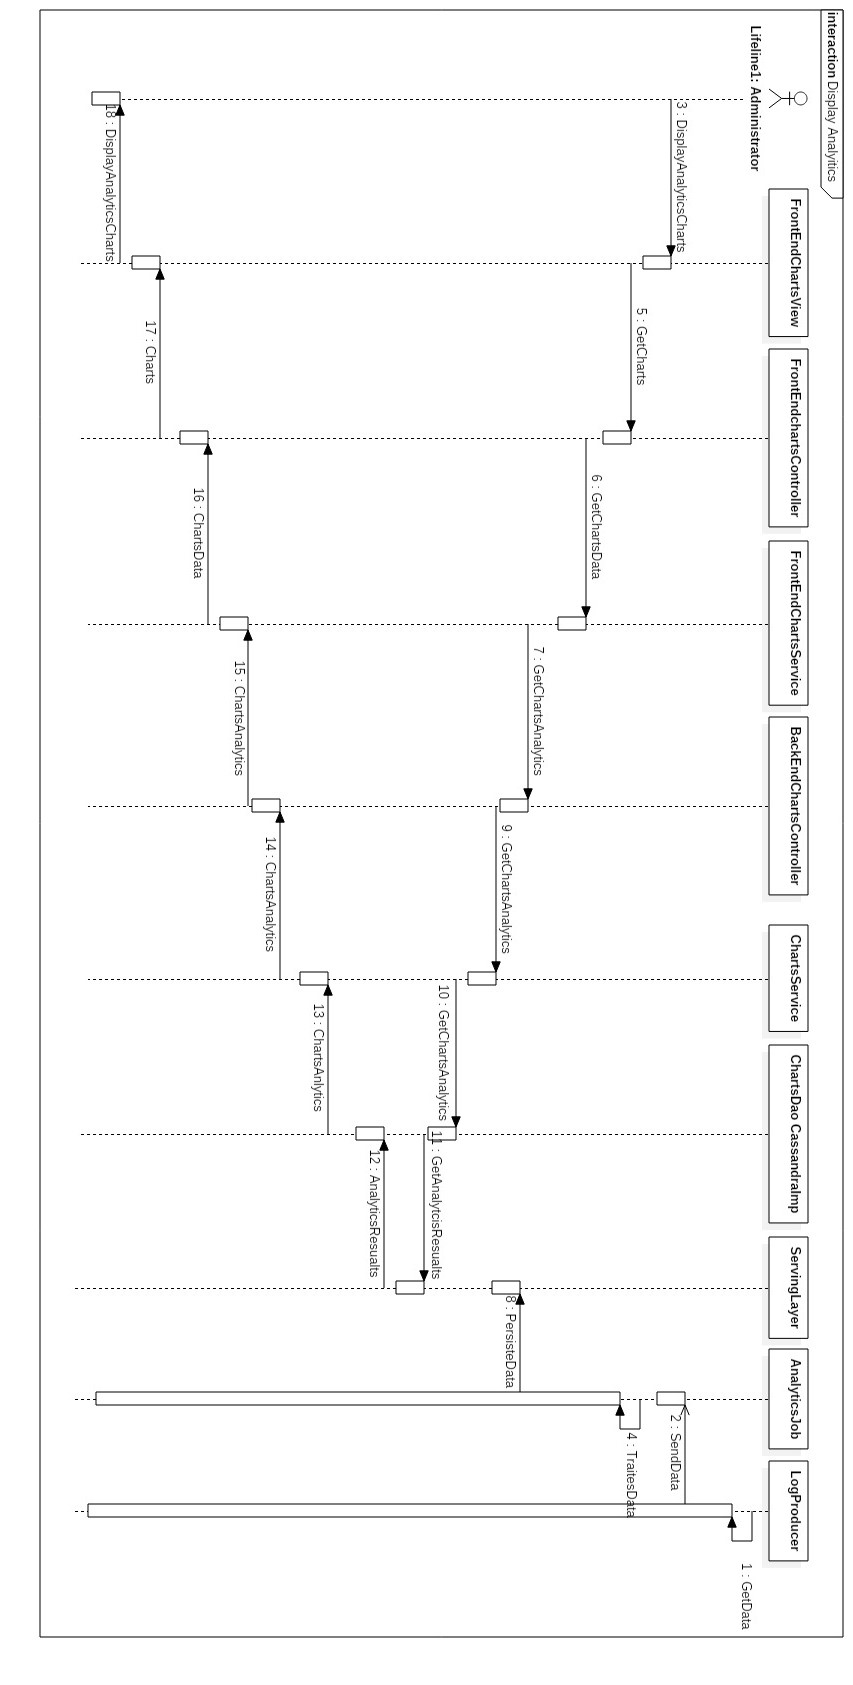 interaction Display Analyitics
Lifeline1: Administrator
FrontEndChartsView
FrontEndchartsController
FrontEndChartsService
BackEndChartsController
ChartsService
ChartsDao CassandraImp
ServingLayer
AnalyticsJob
LogProducer
1 : GetData
2 : SendData
3 : DisplayAnalyticsCharts
4 : TraitesData
5 : GetCharts
6 : GetChartsData
7 : GetChartsAnalytics
8 : PersisteData
9 : GetChartsAnalytics
10 : GetChartsAnalytics
11 : GetAnalytcisResualts
12 : AnalyticsResualts
13 : ChartsAnlytics
14 : ChartsAnalytics
15 : ChartsAnalytics
16 : ChartsData
17 : Charts
18 : DisplayAnalyticsCharts